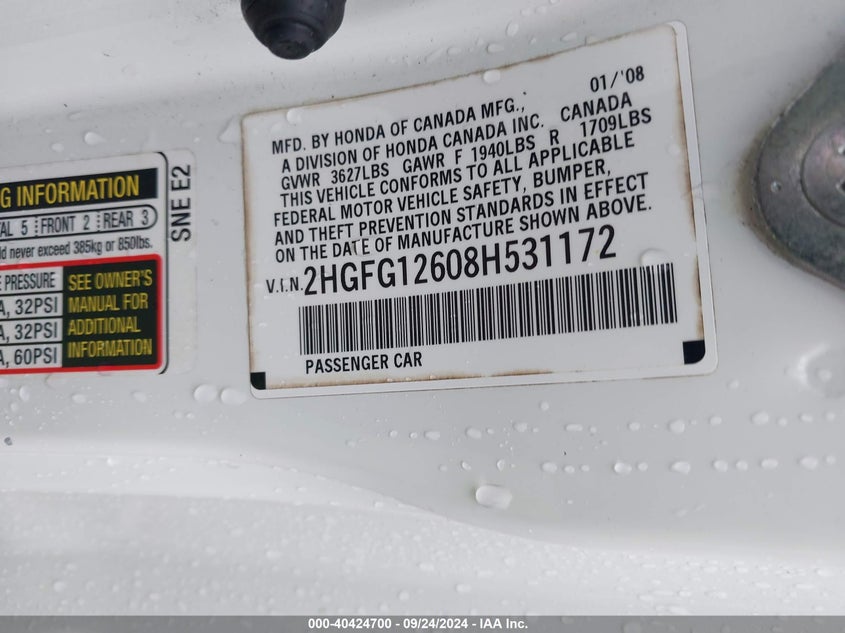 G INFORMATION
AL 5 FRONT 2 REAR 3
ld never exceed 385kg or 850lbs.
E PRESSURE
A, 32PSI
A, 32PSI
A, 60PSI
SEE OWNER'S
MANUAL FOR
ADDITIONAL
INFORMATION
SNE E2
01/'08
MFD. BY HONDA OF CANADA MFG.,
A DIVISION OF HONDA CANADA INC. CANADA
GVWR 3627LBS GAWR F 1940LBS R 1709LBS
THIS VEHICLE CONFORMS TO ALL APPLICABLE
FEDERAL MOTOR VEHICLE SAFETY, BUMPER,
AND THEFT PREVENTION STANDARDS IN EFFECT
ON THE DATE OF MANUFACTURE SHOWN ABOVE.
V.I.N. 2HGFG12608H531172
PASSENGER CAR
000-40424700 - 09/24/2024 - IAA Inc.